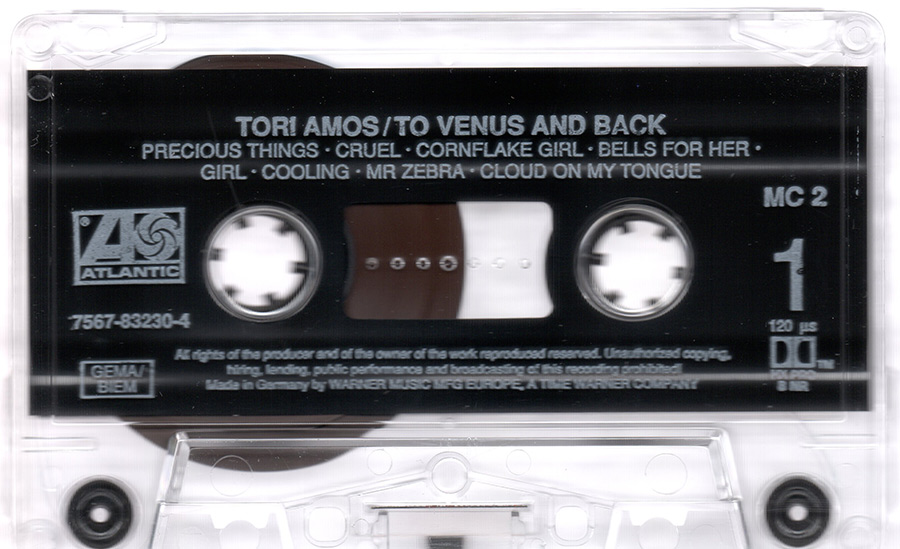 TORI AMOS/TO VENUS AND BACK
PRECIOUS THINGS • CRUEL • CORNFLAKE GIRL • BELLS FOR HER •
GIRL • COOLING • MR ZEBRA • CLOUD ON MY TONGUE
MC 2
ATLANTIC
1
7567-83230-4
120 µs
GEMA/
BIEM
All rights of the producer and of the owner of the work reproduced reserved. Unauthorized copying,
hiring, lending, public performance and broadcasting of this recording prohibited!
Made in Germany by WARNER MUSIC MFG EUROPE, A TIME WARNER COMPANY
TM
B NR